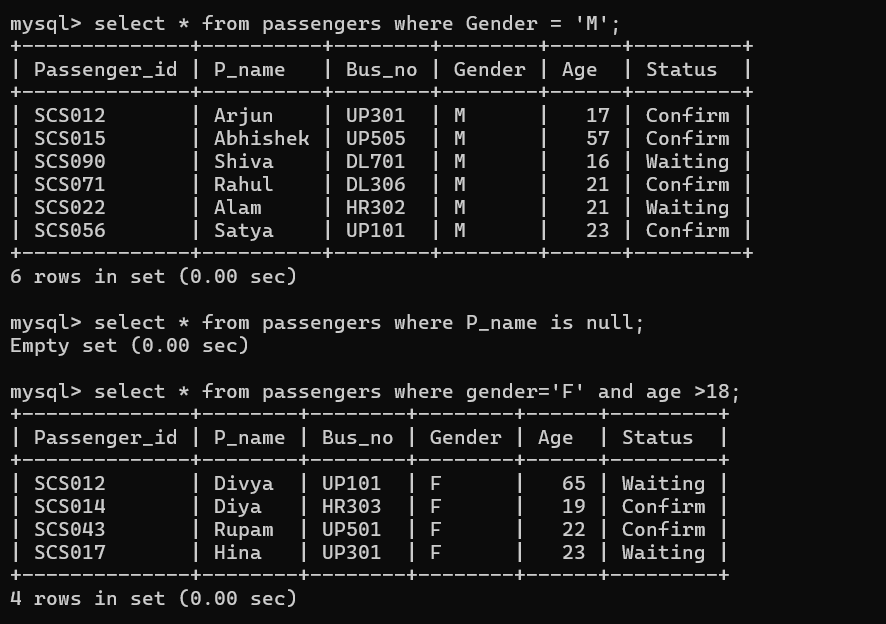 mysql> select * from passengers where Gender = 'M';
+--------------+----------+--------+--------+------+---------+
| Passenger_id | P_name   | Bus_no | Gender | Age  | Status  |
+--------------+----------+--------+--------+------+---------+
| SCS012       | Arjun    | UP301  | M      |   17 | Confirm |
| SCS015       | Abhishek | UP505  | M      |   57 | Confirm |
| SCS090       | Shiva    | DL701  | M      |   16 | Waiting |
| SCS071       | Rahul    | DL306  | M      |   21 | Confirm |
| SCS022       | Alam     | HR302  | M      |   21 | Waiting |
| SCS056       | Satya    | UP101  | M      |   23 | Confirm |
+--------------+----------+--------+--------+------+---------+
6 rows in set (0.00 sec)

mysql> select * from passengers where P_name is null;
Empty set (0.00 sec)

mysql> select * from passengers where gender='F' and age >18;
+--------------+--------+--------+--------+------+---------+
| Passenger_id | P_name | Bus_no | Gender | Age  | Status  |
+--------------+--------+--------+--------+------+---------+
| SCS012       | Divya  | UP101  | F      |   65 | Waiting |
| SCS014       | Diya   | HR303  | F      |   19 | Confirm |
| SCS043       | Rupam  | UP501  | F      |   22 | Confirm |
| SCS017       | Hina   | UP301  | F      |   23 | Waiting |
+--------------+--------+--------+--------+------+---------+
4 rows in set (0.00 sec)